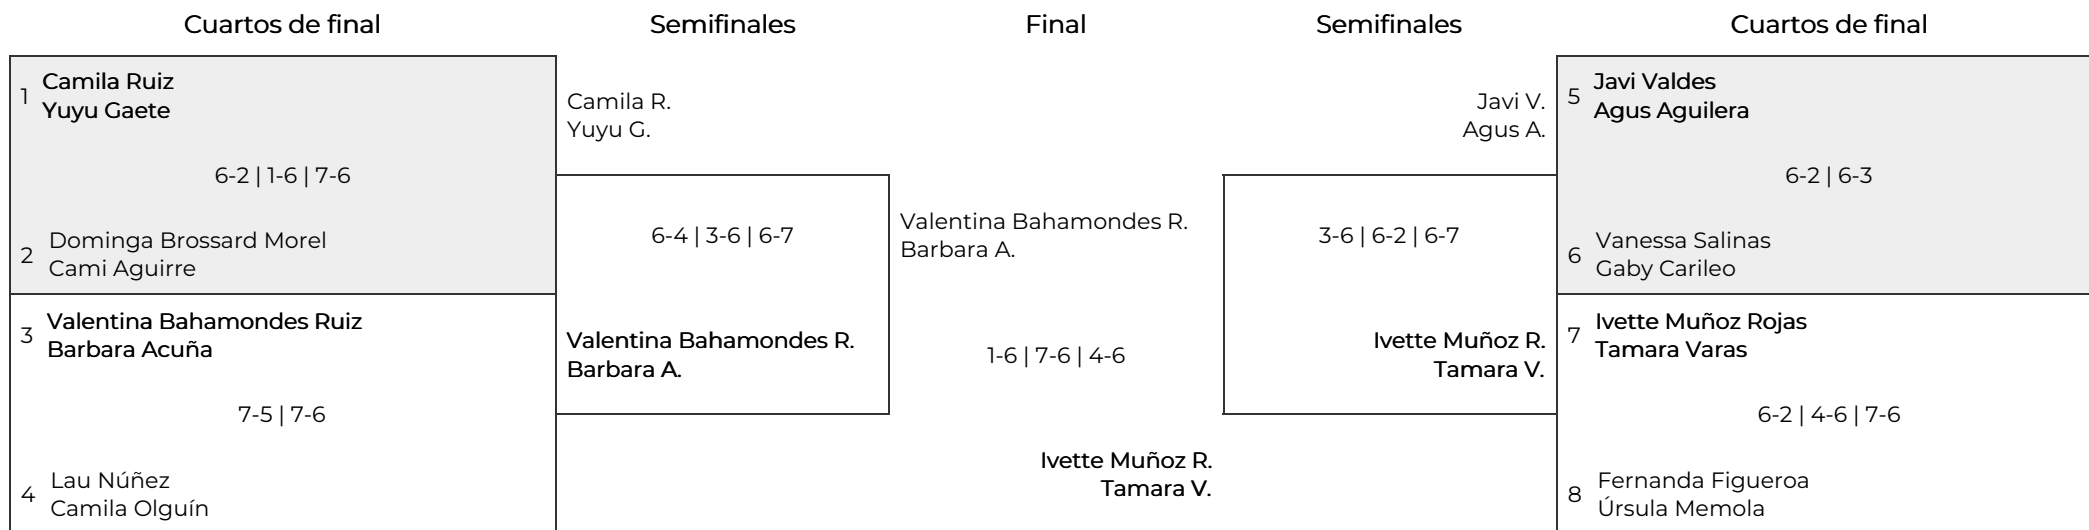 Cuartos de final
Semifinales
Final
Semifinales
Cuartos de final
1
Camila Ruiz
Yuyu Gaete
6-2 | 1-6 | 7-6
2
Dominga Brossard Morel
Cami Aguirre
3
Valentina Bahamondes Ruiz
Barbara Acuña
7-5 | 7-6
4
Lau Núñez
Camila Olguín
Camila R.
Yuyu G.
6-4 | 3-6 | 6-7
Valentina Bahamondes R.
Barbara A.
Valentina Bahamondes R.
Barbara A.
1-6 | 7-6 | 4-6
Ivette Muñoz R.
Tamara V.
Javi V.
Agus A.
3-6 | 6-2 | 6-7
Ivette Muñoz R.
Tamara V.
5
Javi Valdes
Agus Aguilera
6-2 | 6-3
6
Vanessa Salinas
Gaby Carileo
7
Ivette Muñoz Rojas
Tamara Varas
6-2 | 4-6 | 7-6
8
Fernanda Figueroa
Úrsula Memola